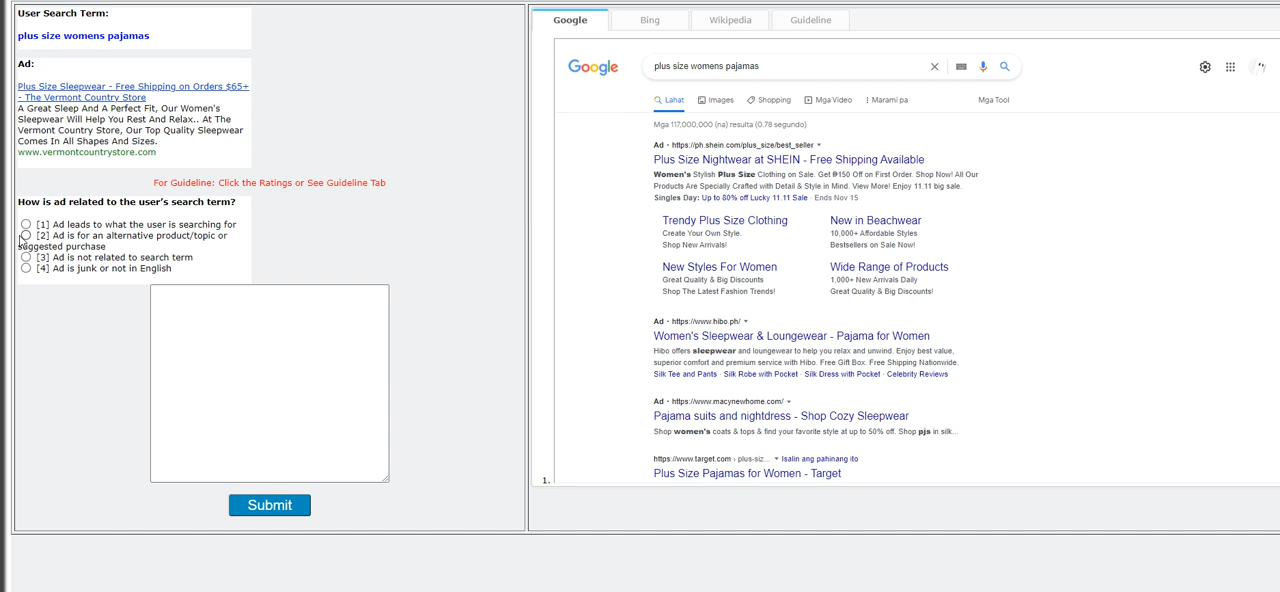 User Search Term:
plus size womens pajamas
Ad:
Plus Size Sleepwear - Free Shipping on Orders $65+
- The Vermont Country Store
A Great Sleep And A Perfect Fit, Our Women's
Sleepwear Will Help You Rest And Relax.. At The
Vermont Country Store, Our Top Quality Sleepwear
Comes In All Shapes And Sizes.
www.vermontcountrystore.com
For Guideline: Click the Ratings or See Guideline Tab
How is ad related to the user's search term?
[1] Ad leads to what the user is searching for
[2] Ad is for an alternative product/topic or
suggested purchase
[3] Ad is not related to search term
[4] Ad is junk or not in English
Submit
Google Bing Wikipedia Guideline
Google plus size womens pajamas
Lahat Images Shopping Mga Video Marami pa Mga Tool
Mga 117,000,000 (na) resulta (0.78 segundo)
Ad · https://ph.shein.com/plus_size/best_seller
Plus Size Nightwear at SHEIN - Free Shipping Available
Women's Stylish Plus Size Clothing on Sale. Get ₱150 Off on First Order. Shop Now! All Our
Products Are Specially Crafted with Detail & Style in Mind. View More! Enjoy 11.11 big sale.
Singles Day: Up to 80% off Lucky 11.11 Sale · Ends Nov 15
Trendy Plus Size Clothing
Create Your Own Style.
Shop New Arrivals!
New in Beachwear
10,000+ Affordable Styles
Bestsellers on Sale Now!
New Styles For Women
Great Quality & Big Discounts
Shop The Latest Fashion Trends!
Wide Range of Products
1,000+ New Arrivals Daily
Great Quality & Big Discounts!
Ad · https://www.hibo.ph/
Women's Sleepwear & Loungewear - Pajama for Women
Hibo offers sleepwear and loungewear to help you relax and unwind. Enjoy best value,
superior comfort and premium service with Hibo. Free Gift Box. Free Shipping Nationwide.
Silk Tee and Pants · Silk Robe with Pocket · Silk Dress with Pocket · Celebrity Reviews
Ad · https://www.macynewhome.com/
Pajama suits and nightdress - Shop Cozy Sleepwear
Shop women's coats & tops & find your favorite style at up to 50% off. Shop pjs in silk...
https://www.target.com › plus-siz... Isalin ang pahinang ito
Plus Size Pajamas for Women - Target
1.